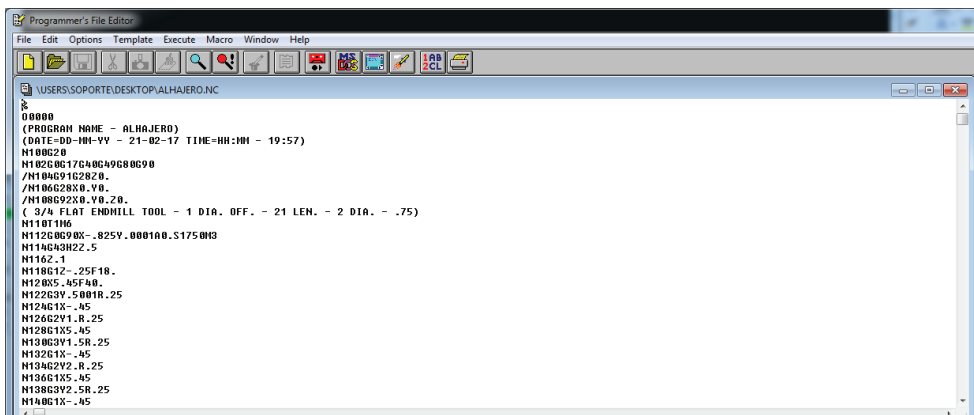 Programmer's File Editor
File Edit Options Template Execute Macro Window Help
MS DOS 1AB 2CL
\USERS\SOPORTE\DESKTOP\ALHAJERO.NC
%
O0000
(PROGRAM NAME - ALHAJERO)
(DATE=DD-MM-YY - 21-02-17 TIME=HH:MM - 19:57)
N100G20
N102G0G17G40G49G80G90
/N104G91G28Z0.
/N106G28X0.Y0.
/N108G92X0.Y0.Z0.
( 3/4 FLAT ENDMILL TOOL - 1 DIA. OFF. - 21 LEN. - 2 DIA. - .75)
N110T1M6
N112G0G90X-.825Y.0001A0.S1750M3
N114G43H2Z.5
N116Z.1
N118G1Z-.25F18.
N120X5.45F40.
N122G3Y.5001R.25
N124G1X-.45
N126G2Y1.R.25
N128G1X5.45
N130G3Y1.5R.25
N132G1X-.45
N134G2Y2.R.25
N136G1X5.45
N138G3Y2.5R.25
N140G1X-.45